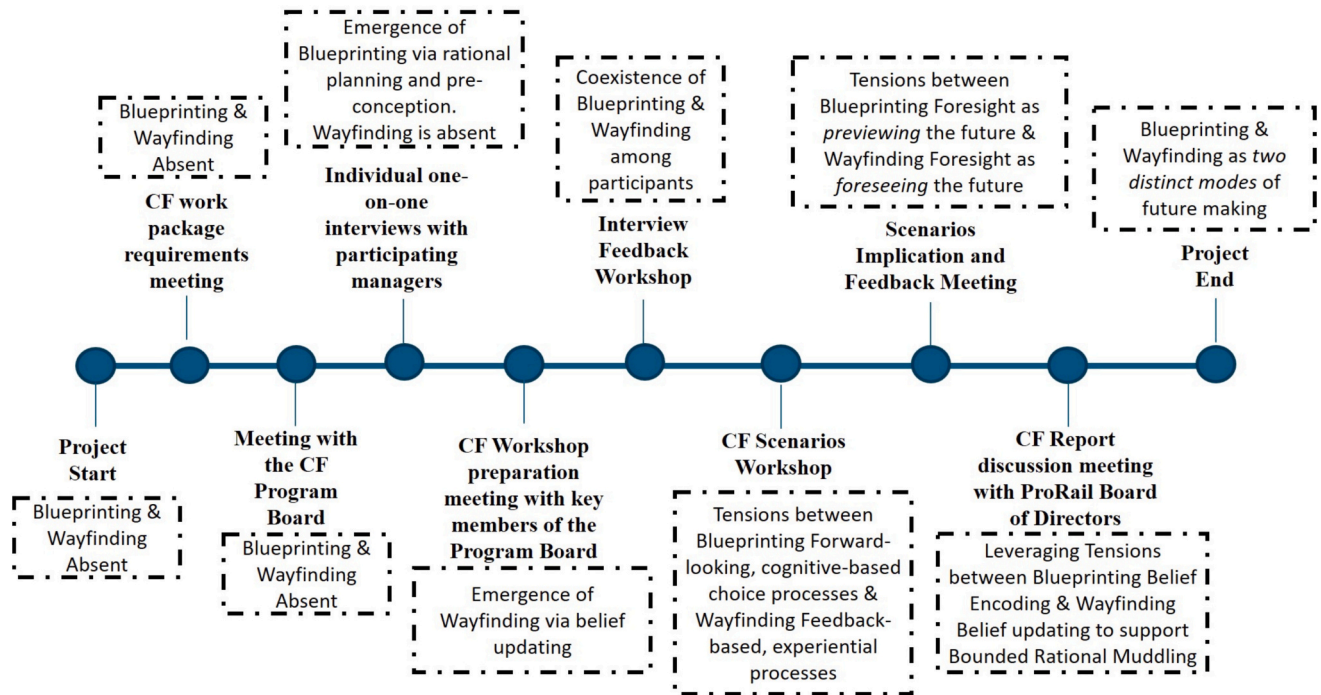 Blueprinting &
Wayfinding
Absent
CF work
package
requirements
meeting
Emergence of
Blueprinting via rational
planning and pre-
conception.
Wayfinding is absent
Individual one-
on-one
interviews with
participating
managers
Coexistence of
Blueprinting &
Wayfinding
among
participants
Interview
Feedback
Workshop
Tensions between
Blueprinting Foresight as
previewing the future &
Wayfinding Foresight as
foreseeing the future
Scenarios
Implication and
Feedback Meeting
Blueprinting &
Wayfinding as two
distinct modes of
future making
Project
End
Project
Start
Blueprinting &
Wayfinding
Absent
Meeting with
the CF
Program
Board
Blueprinting &
Wayfinding
Absent
CF Workshop
preparation
meeting with key
members of the
Program Board
Emergence of
Wayfinding via belief
updating
CF Scenarios
Workshop
Tensions between
Blueprinting Forward-
looking, cognitive-based
choice processes &
Wayfinding Feedback-
based, experiential
processes
CF Report
discussion meeting
with ProRail Board
of Directors
Leveraging Tensions
between Blueprinting Belief
Encoding & Wayfinding
Belief updating to support
Bounded Rational Muddling